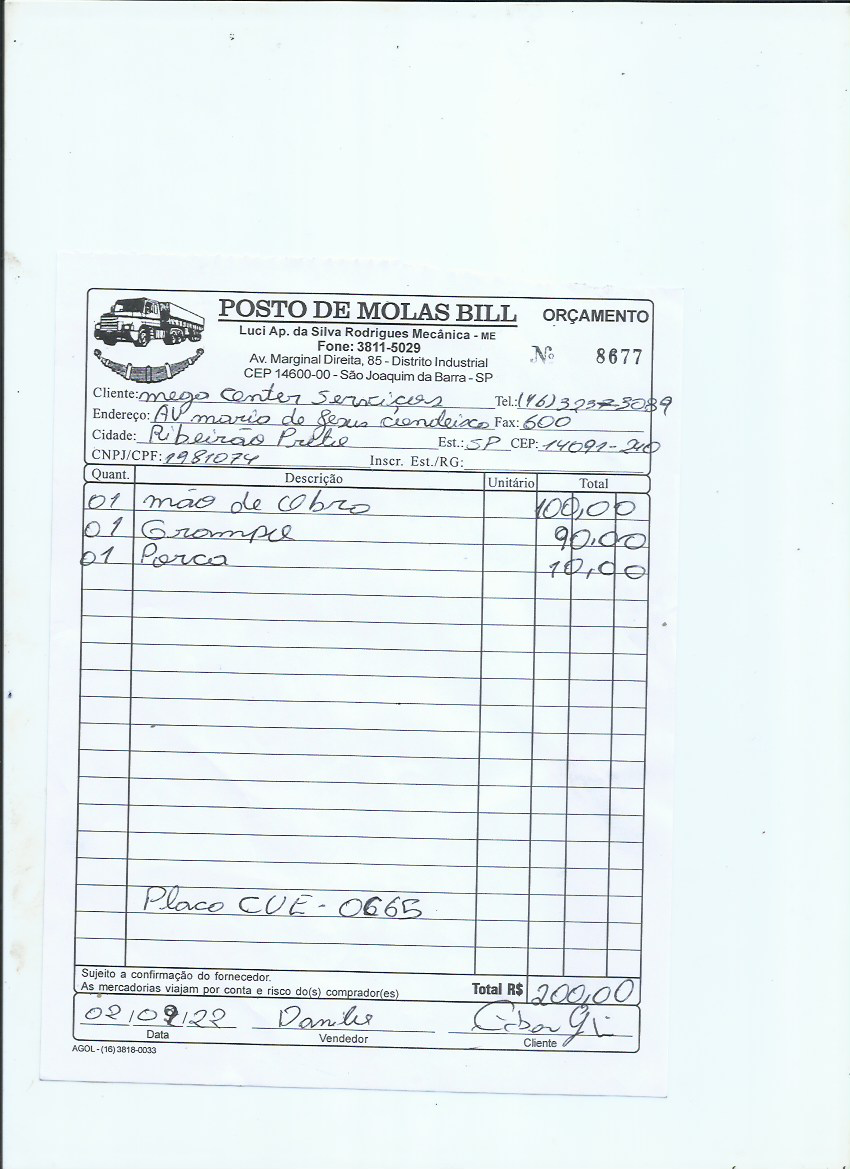 POSTO DE MOLAS BILL
ORÇAMENTO
Luci Ap. da Silva Rodrigues Mecânica - ME
Fone: 3811-5029
Nº 8677
Av. Marginal Direita, 85 - Distrito Industrial
CEP 14600-00 - São Joaquim da Barra - SP
Cliente: mega Center Servicos Tel.: (16) 3237-3089
Endereço: AV mario de Jesus Fax: 600
Cidade: Ribeirão Preto Est.: SP CEP: 14091-210
CNPJ/CPF: 1981074 Inscr. Est./RG:
Quant. Descrição Unitário Total
01 mão de Obra 100,00
01 Grampo 90,00
01 Porca 10,00
Placa CUE - 0665
Sujeito a confirmação do fornecedor.
As mercadorias viajam por conta e risco do(s) comprador(es) Total R$ 200,00
02/09/22
Data Vendedor Cliente
AGOL - (16) 3818-0033